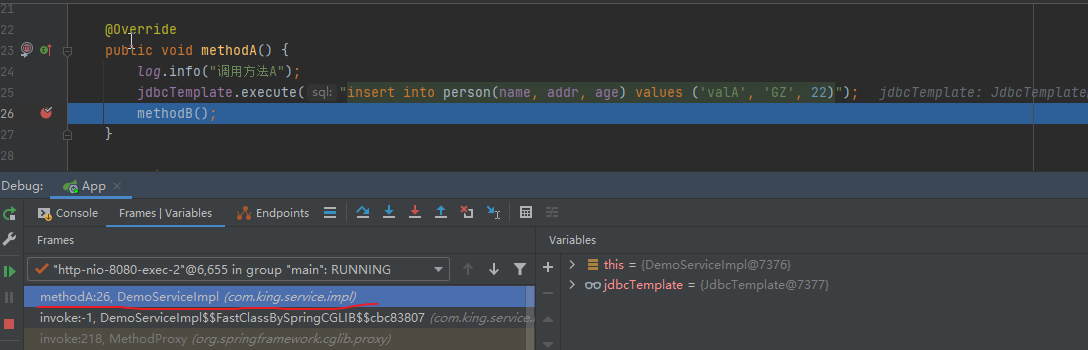 21
22 @Override
23 public void methodA() {
24 log.info("调用方法A");
25 jdbcTemplate.execute( sql: "insert into person(name, addr, age) values ('valA', 'GZ', 22)"); jdbcTemplate: JdbcTemplate
26 methodB();
27 }
28
Debug: App
Console Frames | Variables Endpoints
Frames Variables
"http-nio-8080-exec-2"@6,655 in group "main": RUNNING
this = {DemoServiceImpl@7376}
jdbcTemplate = {JdbcTemplate@7377}
methodA:26, DemoServiceImpl (com.king.service.impl)
invoke:-1, DemoServiceImpl$$FastClassBySpringCGLIB$$cbc83807 (com.king.service.
invoke:218, MethodProxy (org.springframework.cglib.proxy)